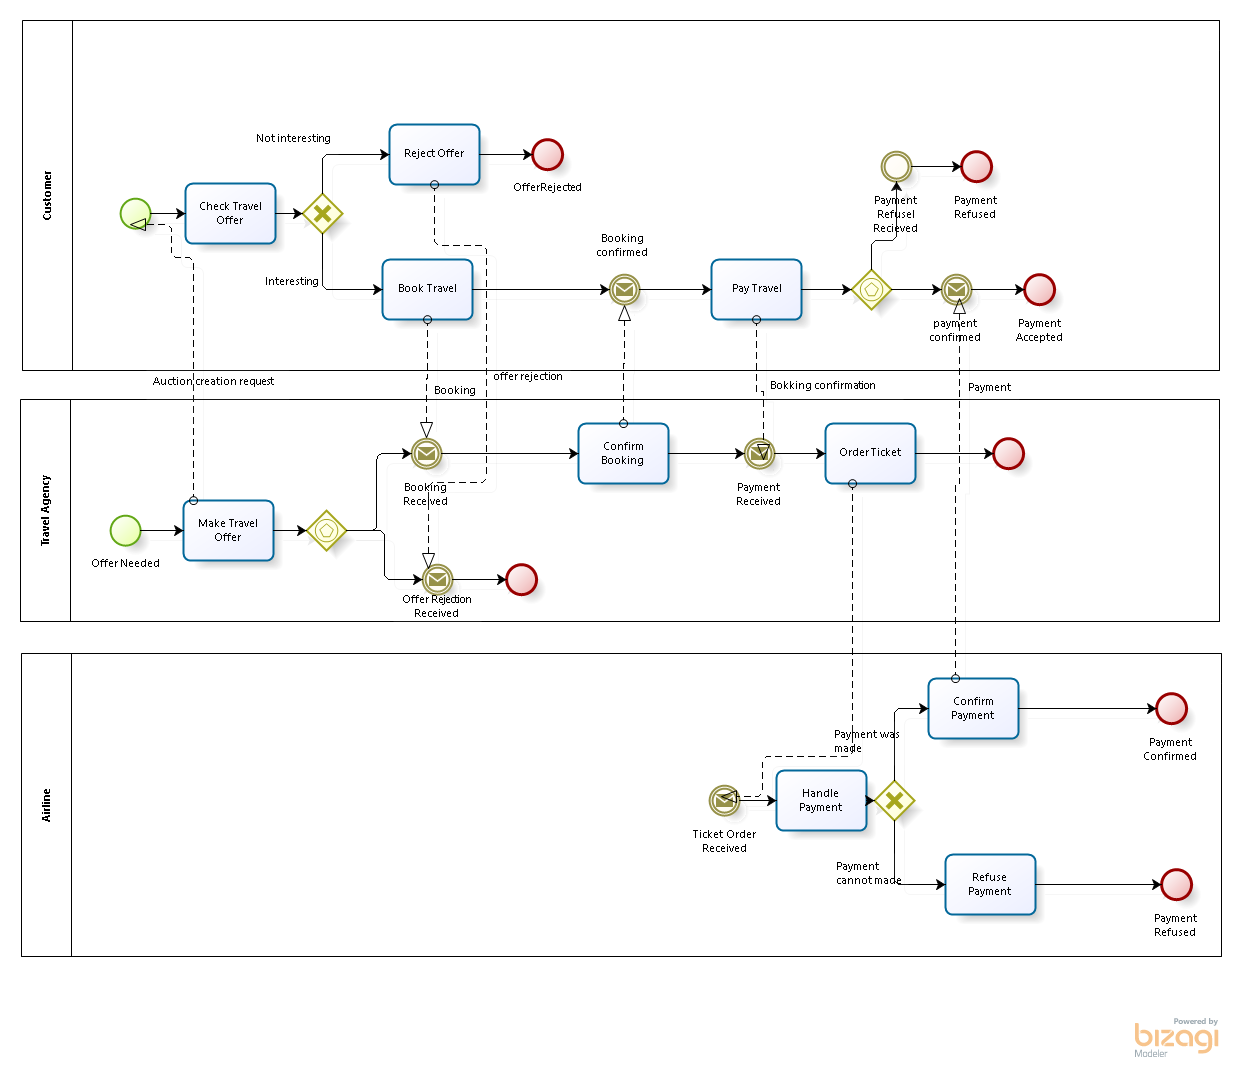 Customer
Not interesting
Reject Offer
OfferRejected
Check Travel
Offer
Interesting
Book Travel
Booking
confirmed
Pay Travel
Payment
Refusel
Recieved
Payment
Refused
payment
confirmed
Payment
Accepted
Auction creation request
Booking
offer rejection
Bokking confirmation
Payment
Travel Agency
Offer Needed
Make Travel
Offer
Booking
Received
Offer Rejection
Received
Confirm
Booking
Payment
Received
Order Ticket
Airline
Ticket Order
Received
Handle
Payment
Payment was
made
Payment
cannot made
Confirm
Payment
Payment
Confirmed
Refuse
Payment
Payment
Refused
Powered by
bizagi
Modeler